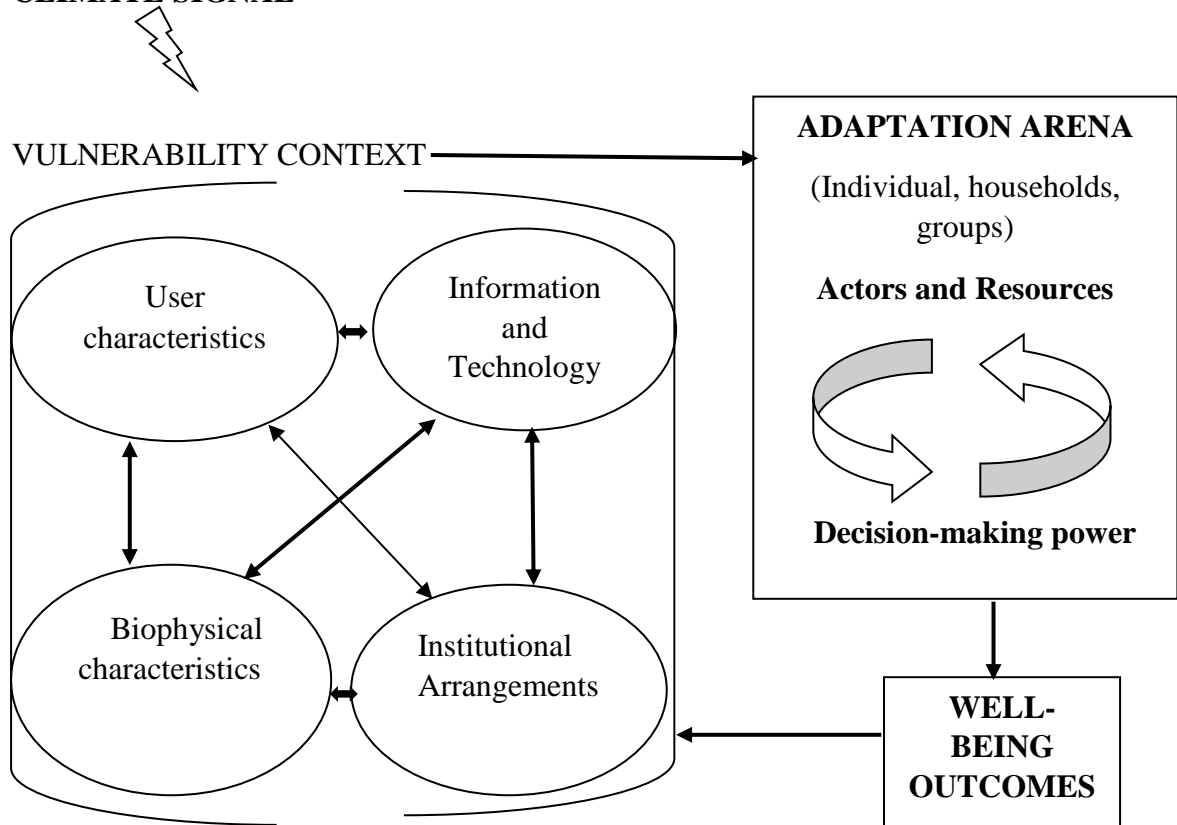 CLIMATE SIGNAL
VULNERABILITY CONTEXT
User
characteristics
Information
and
Technology
Biophysical
characteristics
Institutional
Arrangements
ADAPTATION ARENA
(Individual, households,
groups)
Actors and Resources
Decision-making power
WELL-
BEING
OUTCOMES